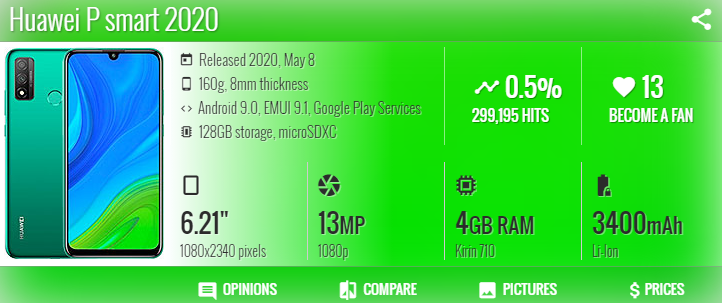 Huawei P smart 2020
Released 2020, May 8
160g, 8mm thickness
Android 9.0, EMUI 9.1, Google Play Services
128GB storage, microSDXC
0.5%
299,195 HITS
13
BECOME A FAN
6.21"
1080x2340 pixels
13MP
1080p
4GB RAM
Kirin 710
3400mAh
Li-Ion
HUAWEI
OPINIONS
COMPARE
PICTURES
PRICES